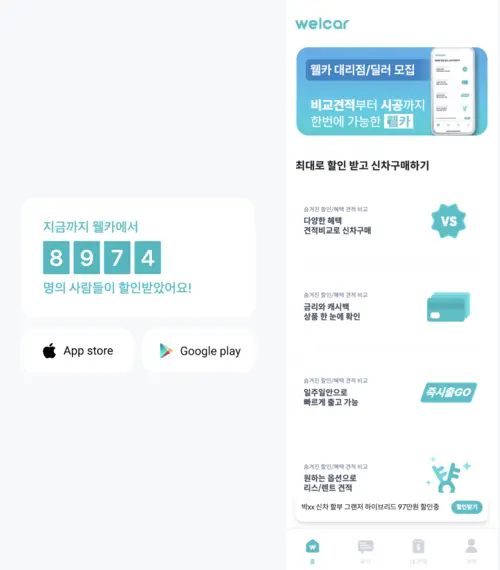 지금까지 웰카에서
8 9 7 4
명의 사람들이 할인받았어요!
App store
Google play
welcar
웰카 대리점/딜러 모집
비교견적부터 시공까지
한번에 가능한 웰카
최대로 할인 받고 신차구매하기
숨겨진 할인/혜택 견적 비교
다양한 혜택
견적비교로 신차구매
VS
숨겨진 할인/혜택 견적 비교
금리와 캐시백
상품 한 눈에 확인
숨겨진 할인/혜택 견적 비교
일주일만으로
빠르게 출고 가능
즉시출GO
숨겨진 할인/혜택 견적 비교
원하는 옵션으로
리스/렌트 견적
박xx 신차 할부 그랜저 하이브리드 97만원 할인중
할인받기
홈